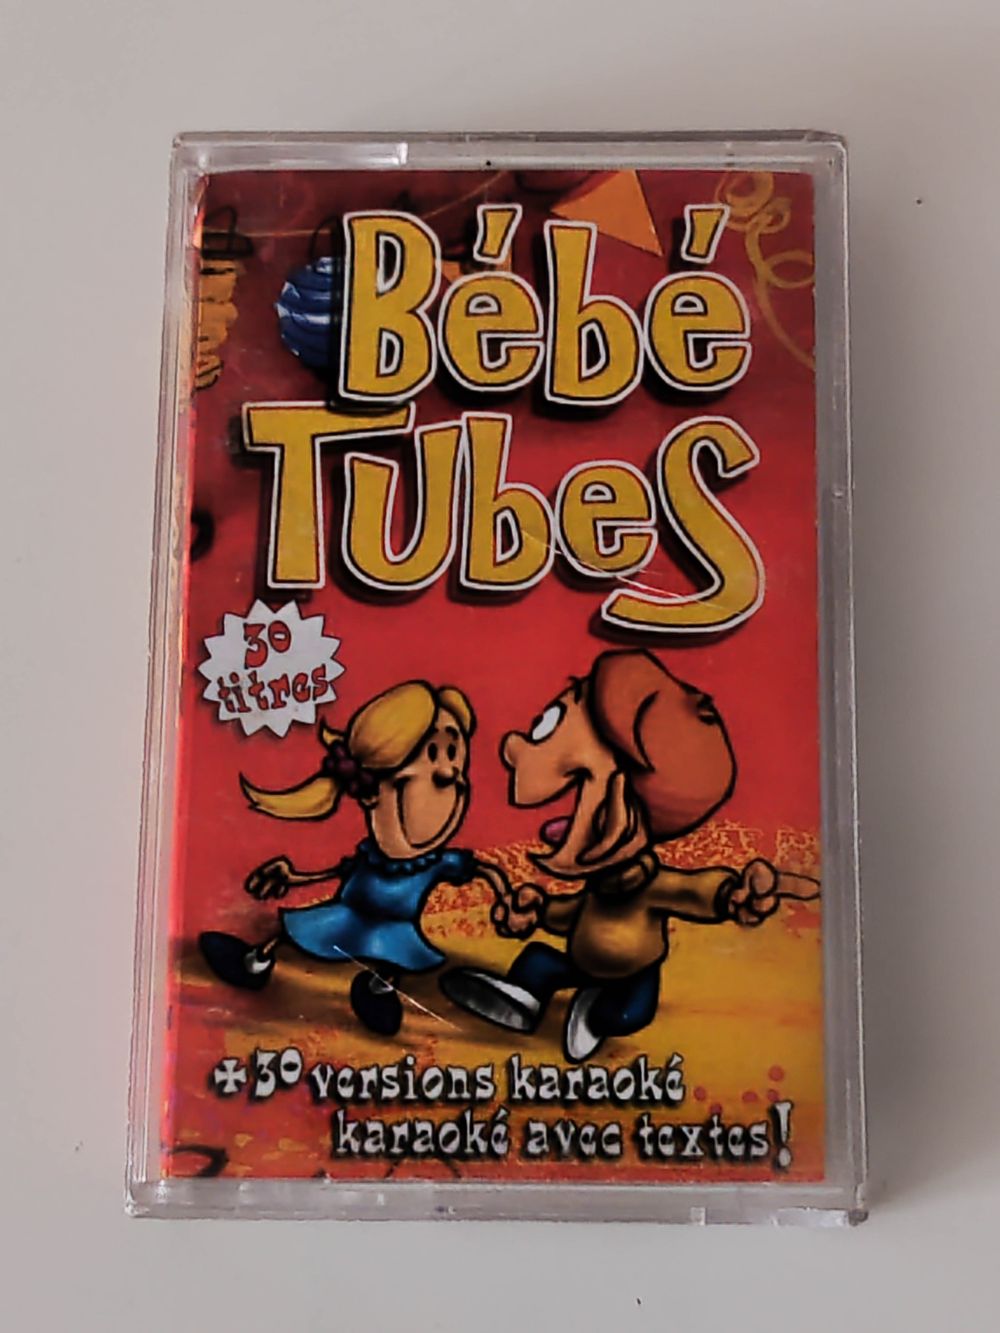 Bébé
Tubes
30
titres
+30 versions karaoké
karaoké avec textes!